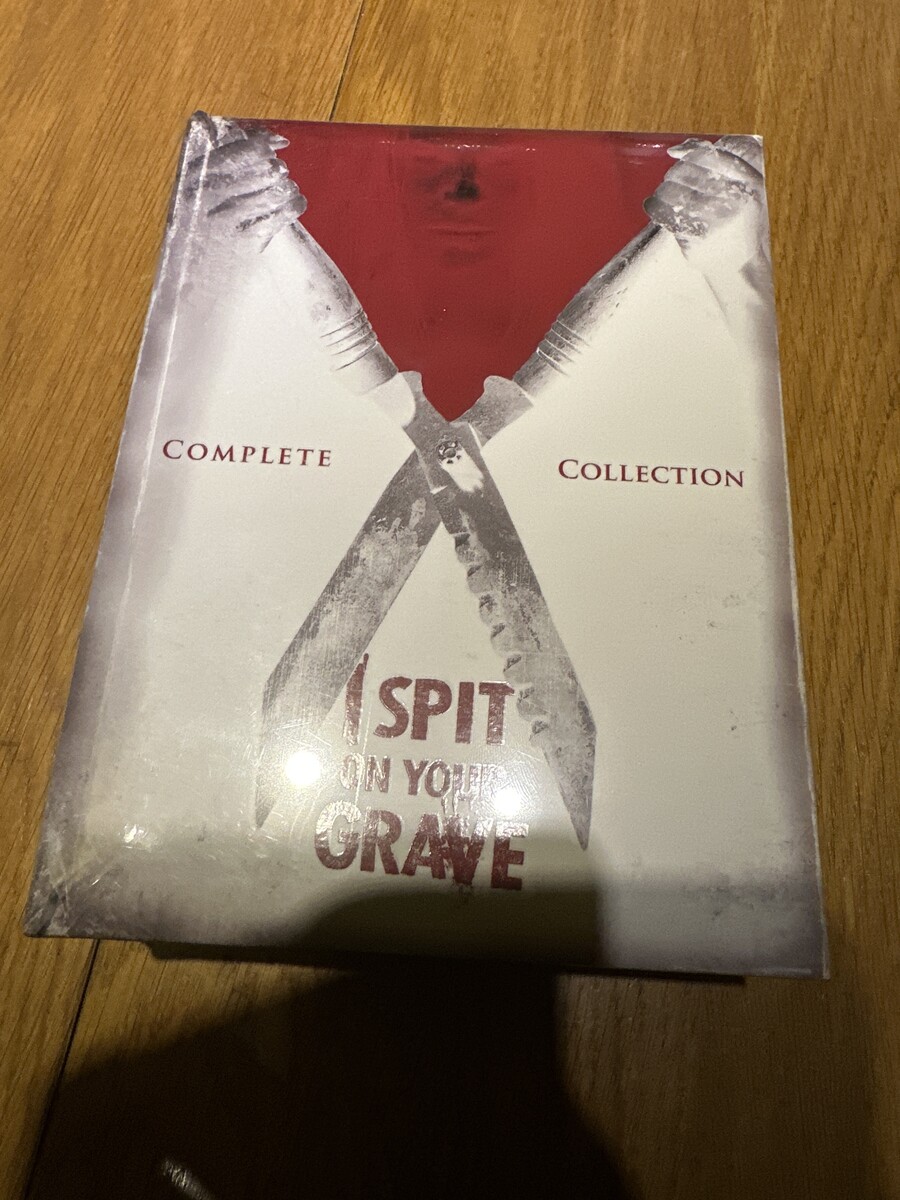 COMPLETE
COLLECTION
I SPIT
ON YOUR
GRAVE